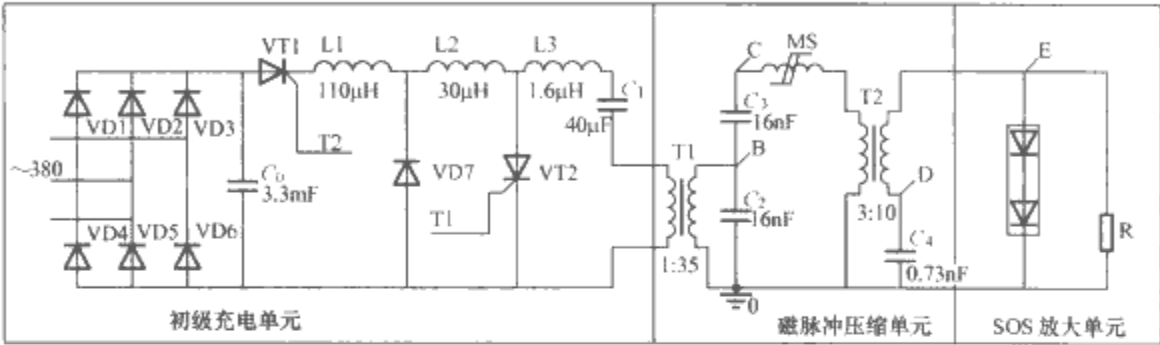 VT1 L1 L2 L3 C MS
110μH 30μH 1.6μH C₁ T2 E
VD1 VD2 VD3 40μF C₃
16nF
T2 T1 B
~380 C₀ VD7 VT2 D
3.3mF
T1 C₂
16nF 3:10
VD4 VD5 VD6 C₄ R
1:35 0.73nF
0
初级充电单元 磁脉冲压缩单元 SOS 放大单元